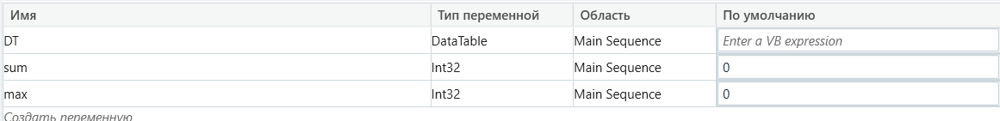 Имя Тип переменной Область По умолчанию
DT DataTable Main Sequence Enter a VB expression
sum Int32 Main Sequence 0
max Int32 Main Sequence 0
Создать переменную